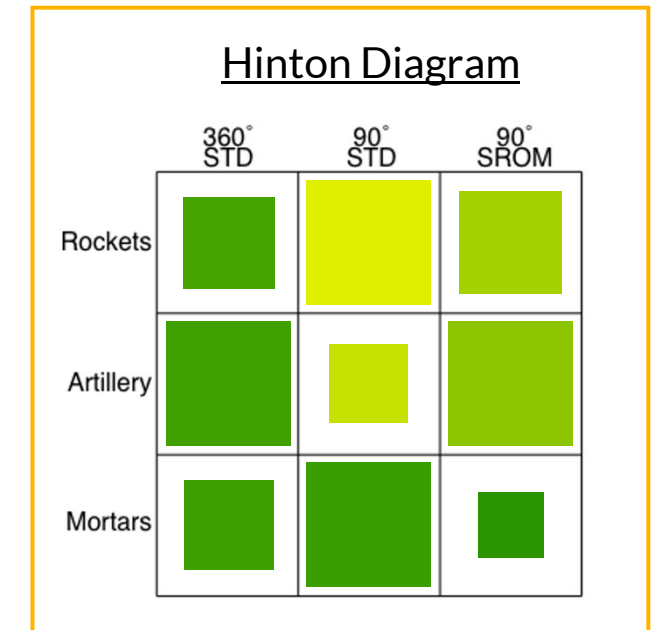 Hinton Diagram
360° 90° 90°
STD STD SROM
Rockets
Artillery
Mortars